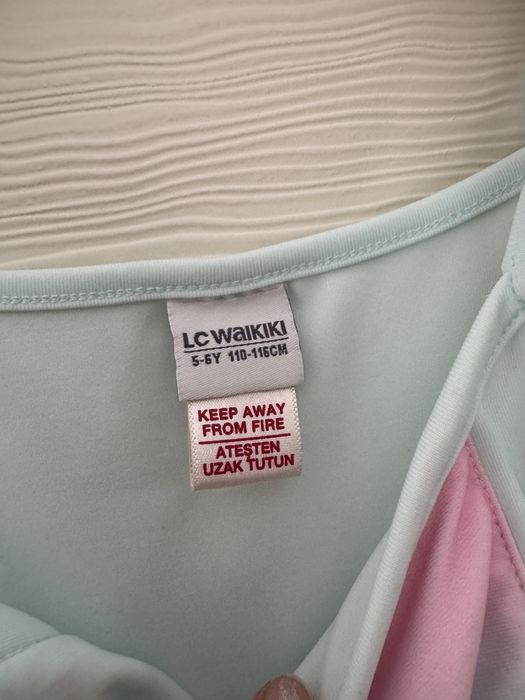 LC WAIKIKI
5-6Y 110-116CM
KEEP AWAY
FROM FIRE
ATEŞTEN
UZAK TUTUN